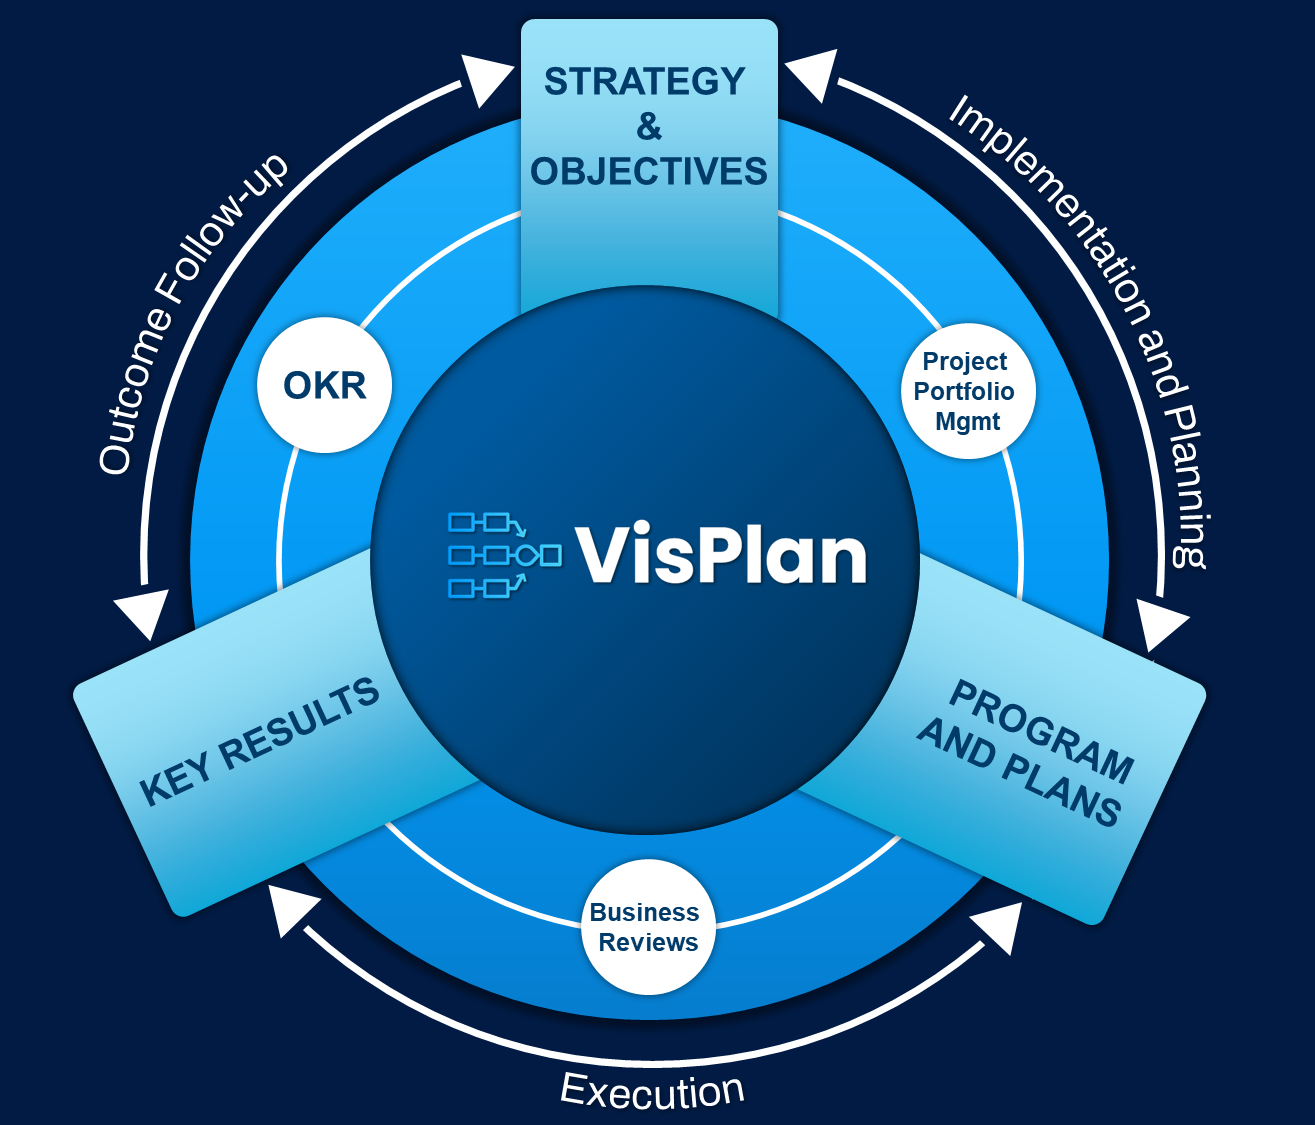 STRATEGY
&
OBJECTIVES
Outcome Follow-up
Implementation and Planning
OKR
Project
Portfolio
Mgmt
VisPlan
KEY RESULTS
PROGRAM
AND PLANS
Business
Reviews
Execution